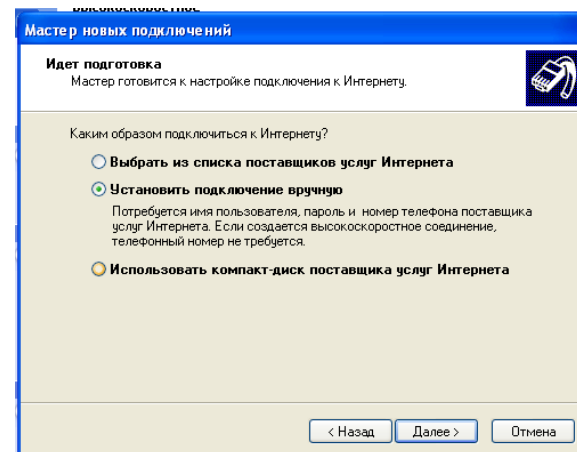 высокоскоростное
Мастер новых подключений
Идет подготовка
Мастер готовится к настройке подключения к Интернету.
Каким образом подключиться к Интернету?
Выбрать из списка поставщиков услуг Интернета
Установить подключение вручную
Потребуется имя пользователя, пароль и номер телефона поставщика
услуг Интернета. Если создается высокоскоростное соединение,
телефонный номер не требуется.
Использовать компакт-диск поставщика услуг Интернета
< Назад Далее > Отмена